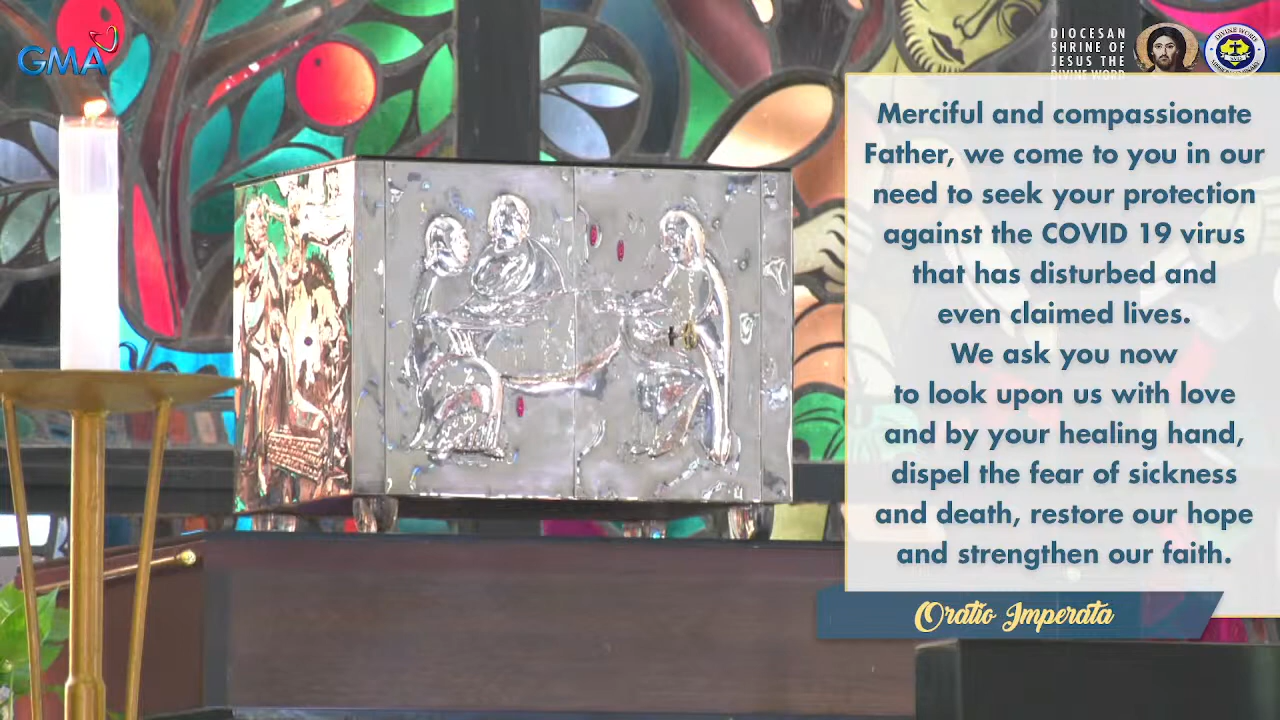 GMA
DIOCESAN
SHRINE OF
JESUS THE
DIVINE WORD
DIVINE WORD
Merciful and compassionate
Father, we come to you in our
need to seek your protection
against the COVID 19 virus
that has disturbed and
even claimed lives.
We ask you now
to look upon us with love
and by your healing hand,
dispel the fear of sickness
and death, restore our hope
and strengthen our faith.
Oratio Imperata